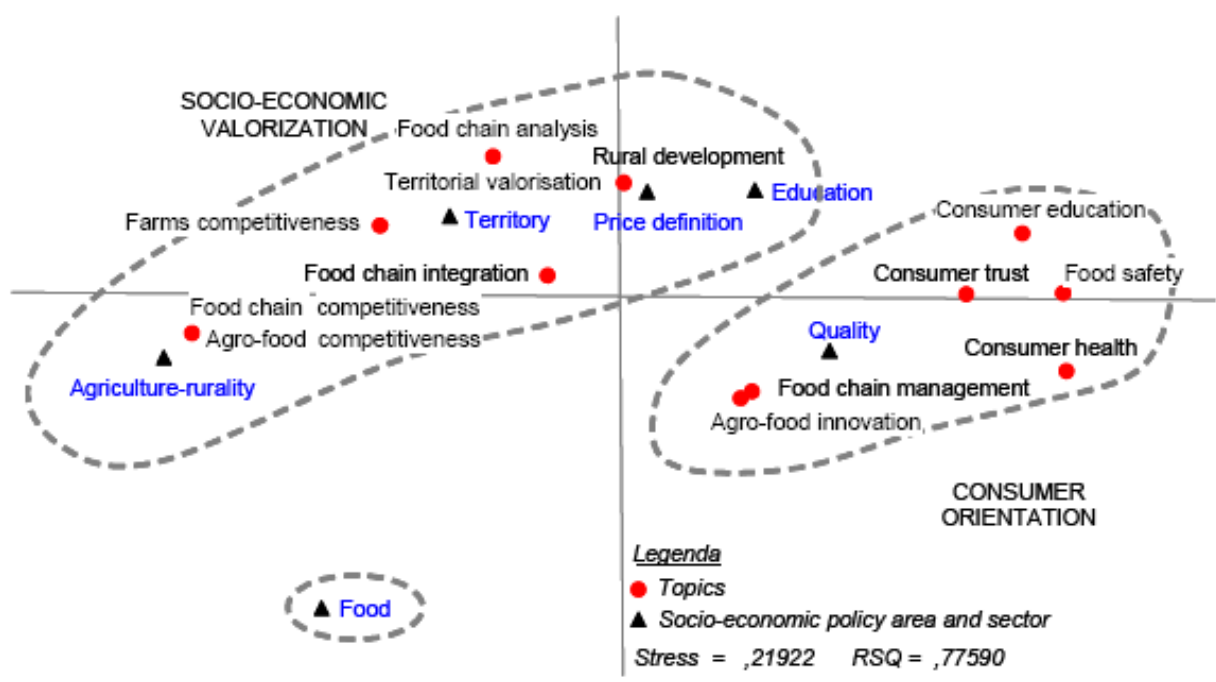 SOCIO-ECONOMIC
VALORIZATION
Food chain analysis
Rural development
Territorial valorisation
Education
Farms competitiveness
Territory
Price definition
Consumer education
Food chain integration
Consumer trust
Food safety
Food chain competitiveness
Agro-food competitiveness
Quality
Consumer health
Agriculture-rurality
Food chain management
Agro-food innovation
CONSUMER
ORIENTATION
Legenda
Topics
Food
Socio-economic policy area and sector
Stress = ,21922 RSQ = ,77590